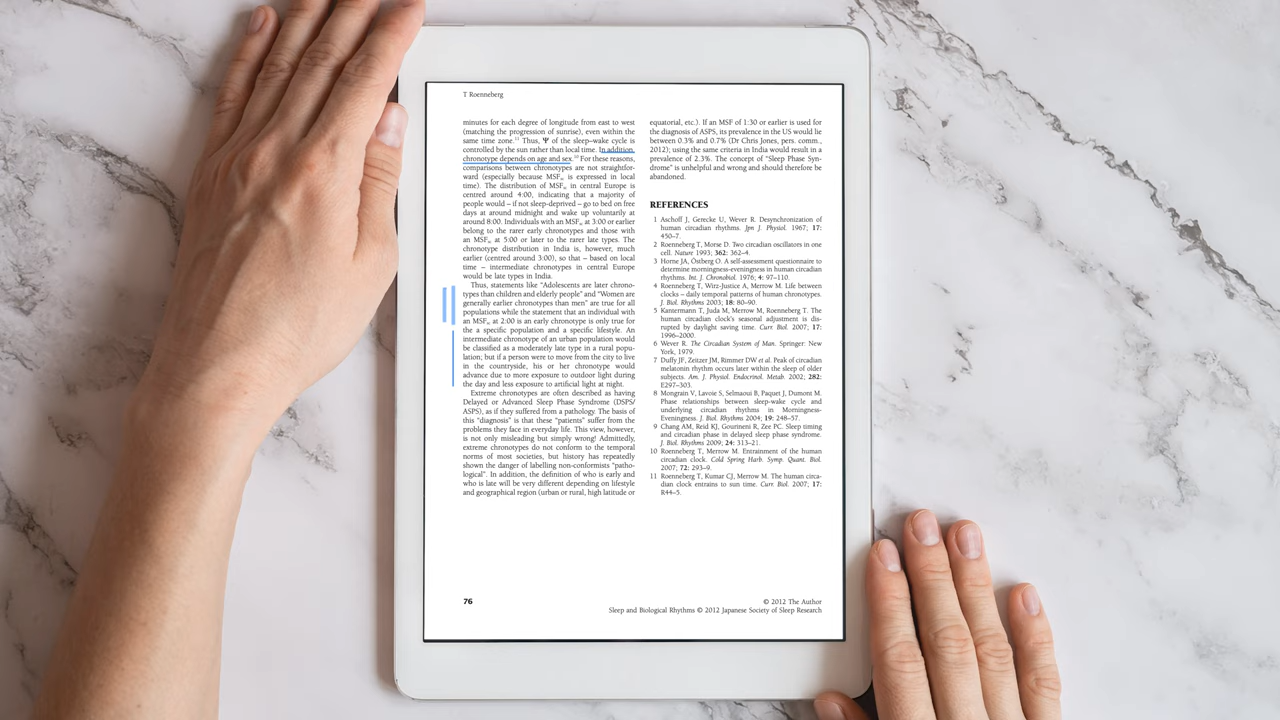 T Roenneberg
minutes for each degree of longitude from east to west
(matching the progression of sunrise), even within the
same time zone.11 Thus, Ψ of the sleep–wake cycle is
controlled by the sun rather than local time. In addition,
chronotype depends on age and sex.10 For these reasons,
comparisons between chronotypes are not straightfor-
ward (especially because MSFsc is expressed in local
time). The distribution of MSFsc in central Europe is
centred around 4:00, indicating that a majority of
people would – if not sleep-deprived – go to bed on free
days at around midnight and wake up voluntarily at
around 8:00. Individuals with an MSFsc at 3:00 or earlier
belong to the rarer early chronotypes and those with
an MSFsc at 5:00 or later to the rarer late types. The
chronotype distribution in India is, however, much
earlier (centred around 3:00), so that – based on local
time – intermediate chronotypes in central Europe
would be late types in India.
Thus, statements like “Adolescents are later chrono-
types than children and elderly people” and “Women are
generally earlier chronotypes than men” are true for all
populations while the statement that an individual with
an MSFsc at 2:00 is an early chronotype is only true for
the a specific population and a specific lifestyle. An
intermediate chronotype of an urban population would
be classified as a moderately late type in a rural popu-
lation; but if a person were to move from the city to live
in the countryside, his or her chronotype would
advance due to more exposure to outdoor light during
the day and less exposure to artificial light at night.
Extreme chronotypes are often described as having
Delayed or Advanced Sleep Phase Syndrome (DSPS/
ASPS), as if they suffered from a pathology. The basis of
this “diagnosis” is that these “patients” suffer from the
problems they face in everyday life. This view, however,
is not only misleading but simply wrong! Admittedly,
extreme chronotypes do not conform to the temporal
norms of most societies, but history has repeatedly
shown the danger of labelling non-conformists “patho-
logical”. In addition, the definition of who is early and
who is late will be very different depending on lifestyle
and geographical region (urban or rural, high latitude or
equatorial, etc.). If an MSF of 1:30 or earlier is used for
the diagnosis of ASPS, its prevalence in the US would lie
between 0.3% and 0.7% (Dr Chris Jones, pers. comm.,
2012); using the same criteria in India would result in a
prevalence of 2.3%. The concept of “Sleep Phase Syn-
drome” is unhelpful and wrong and should therefore be
abandoned.
REFERENCES
1 Aschoff J, Gerecke U, Wever R. Desynchronization of
human circadian rhythms. Jpn J. Physiol. 1967; 17:
450–7.
2 Roenneberg T, Morse D. Two circadian oscillators in one
cell. Nature 1993; 362: 362–4.
3 Horne JA, Östberg O. A self-assessment questionnaire to
determine morningness-eveningness in human circadian
rhythms. Int. J. Chronobiol. 1976; 4: 97–110.
4 Roenneberg T, Wirz-Justice A, Merrow M. Life between
clocks – daily temporal patterns of human chronotypes.
J. Biol. Rhythms 2003; 18: 80–90.
5 Kantermann T, Juda M, Merrow M, Roenneberg T. The
human circadian clock's seasonal adjustment is dis-
rupted by daylight saving time. Curr. Biol. 2007; 17:
1996–2000.
6 Wever R. The Circadian System of Man. Springer: New
York, 1979.
7 Duffy JF, Zeitzer JM, Rimmer DW et al. Peak of circadian
melatonin rhythm occurs later within the sleep of older
subjects. Am. J. Physiol. Endocrinol. Metab. 2002; 282:
E297–303.
8 Mongrain V, Lavoie S, Selmaoui B, Paquet J, Dumont M.
Phase relationships between sleep-wake cycle and
underlying circadian rhythms in Morningness-
Eveningness. J. Biol. Rhythms 2004; 19: 248–57.
9 Chang AM, Reid KJ, Gourineni R, Zee PC. Sleep timing
and circadian phase in delayed sleep phase syndrome.
J. Biol. Rhythms 2009; 24: 313–21.
10 Roenneberg T, Merrow M. Entrainment of the human
circadian clock. Cold Spring Harb. Symp. Quant. Biol.
2007; 72: 293–9.
11 Roenneberg T, Kumar CJ, Merrow M. The human circa-
dian clock entrains to sun time. Curr. Biol. 2007; 17:
R44–5.
76
© 2012 The Author
Sleep and Biological Rhythms © 2012 Japanese Society of Sleep Research